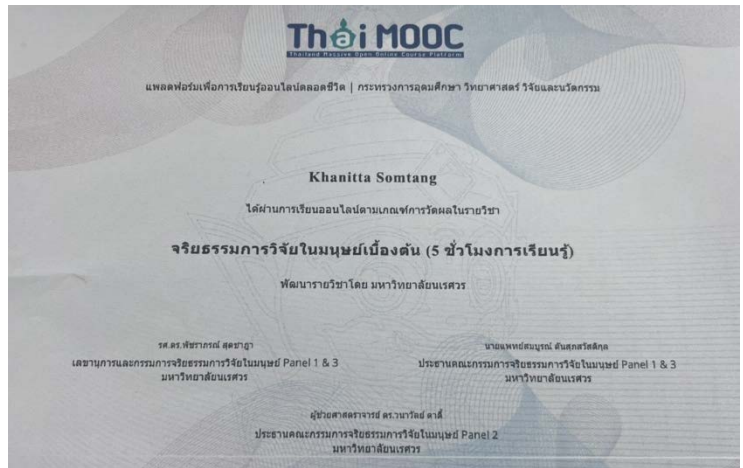 Thai MOOC
Thailand Massive Open Online Course Platform
แพลตฟอร์มเพื่อการเรียนรู้ออนไลน์ตลอดชีวิต | กระทรวงการอุดมศึกษา วิทยาศาสตร์ วิจัยและนวัตกรรม
Khanitta Somtang
ได้ผ่านการเรียนออนไลน์ตามเกณฑ์การวัดผลในรายวิชา
จริยธรรมการวิจัยในมนุษย์เบื้องต้น (5 ชั่วโมงการเรียนรู้)
พัฒนารายวิชาโดย มหาวิทยาลัยนเรศวร
รศ.ดร.พัชราภรณ์ สุดชาฎา
นายแพทย์สมบูรณ์ ตันสุภสวัสดิกุล
เลขานุการและกรรมการจริยธรรมการวิจัยในมนุษย์ Panel 1 & 3
ประธานคณะกรรมการจริยธรรมการวิจัยในมนุษย์ Panel 1 & 3
มหาวิทยาลัยนเรศวร
มหาวิทยาลัยนเรศวร
ผู้ช่วยศาสตราจารย์ ดร.วนาวัลย์ ดาตี้
ประธานคณะกรรมการจริยธรรมการวิจัยในมนุษย์ Panel 2
มหาวิทยาลัยนเรศวร